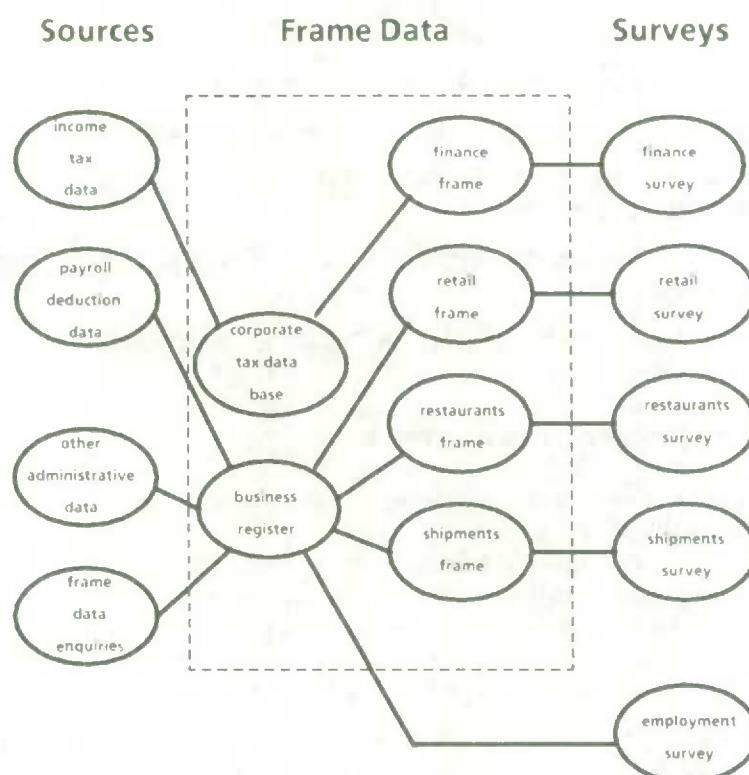 Sources
Frame Data
Surveys
income
tax
data
payroll
deduction
data
other
administrative
data
frame
data
enquiries
corporate
tax data
base
business
register
finance
frame
retail
frame
restaurants
frame
shipments
frame
finance
survey
retail
survey
restaurants
survey
shipments
survey
employment
survey